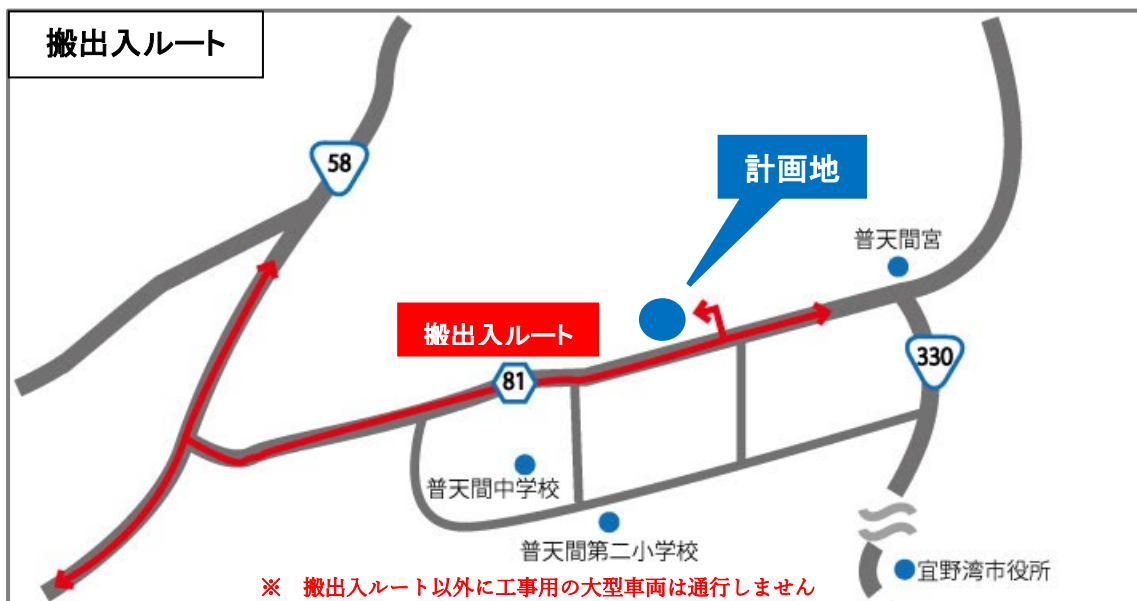 搬出入ルート
58
計画地
普天間宮
搬出入ルート
81
330
普天間中学校
普天間第二小学校
宜野湾市役所
※ 搬出入ルート以外に工事用の大型車両は通行しません